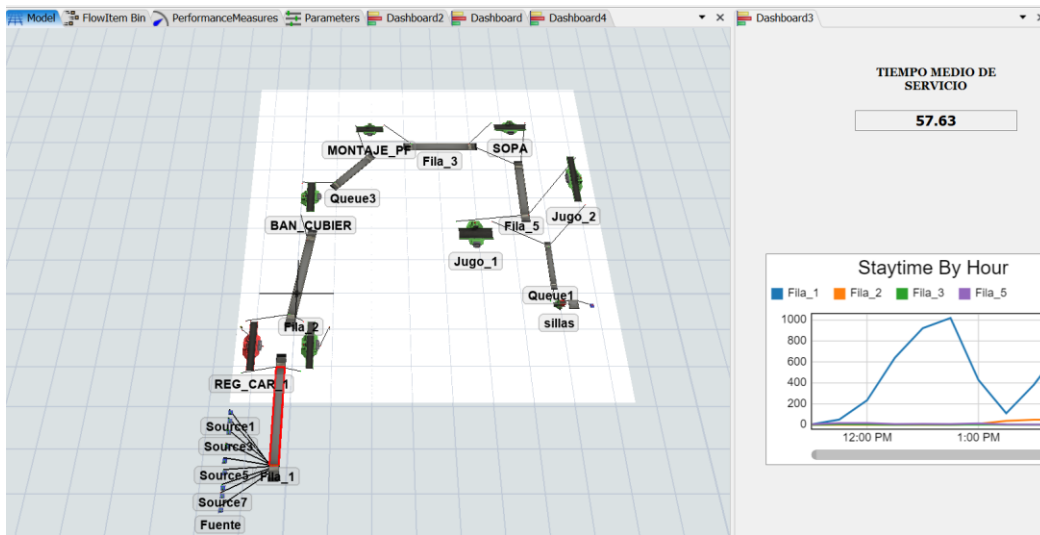 Model FlowItem Bin PerformanceMeasures Parameters Dashboard2 Dashboard Dashboard4
Dashboard3
TIEMPO MEDIO DE
SERVICIO
57.63
MONTAJE_PF
Fila_3
SOPA
Queue3
BAN_CUBIER
Jugo_2
Fila_5
Jugo_1
Queue1
sillas
Fila_2
REG_CAR_1
Source1
Source3
Source5
Fila_1
Source7
Fuente
Staytime By Hour
Fila_1 Fila_2 Fila_3 Fila_5
1000
800
600
400
200
0
12:00 PM 1:00 PM